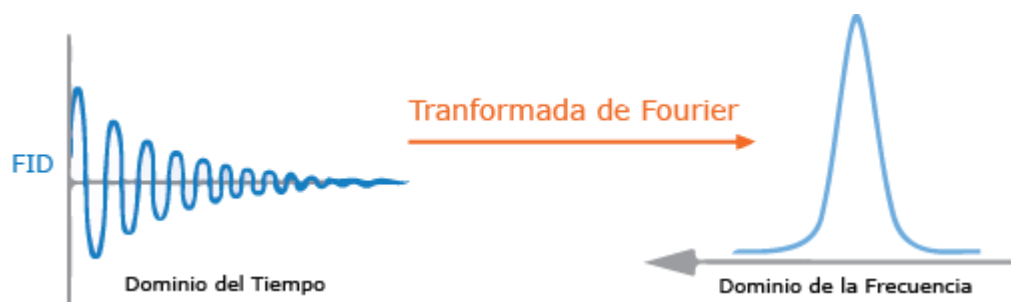 Tranformada de Fourier
FID
Dominio del Tiempo
Dominio de la Frecuencia